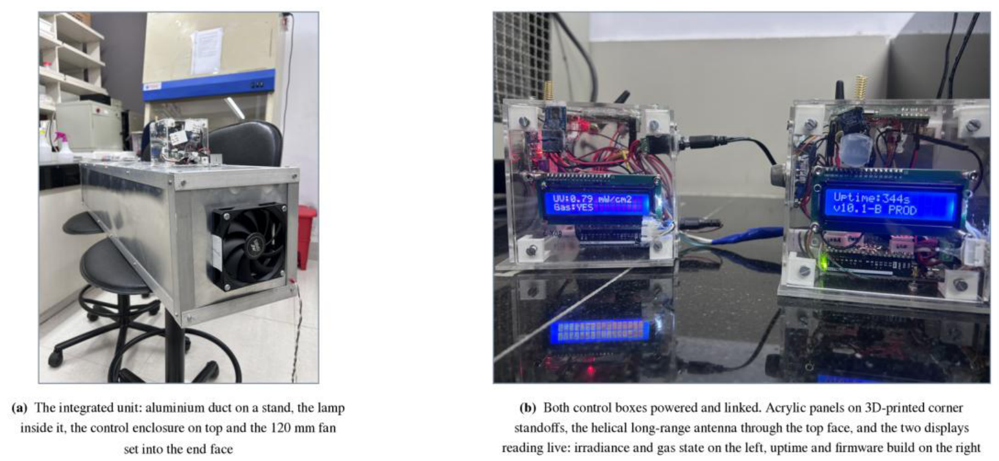 UV:0.79 mW/cm2
Gas:YES
Uptime:344s
v10.1-B PROD
(a) The integrated unit: aluminium duct on a stand, the lamp
inside it, the control enclosure on top and the 120 mm fan
set into the end face
(b) Both control boxes powered and linked. Acrylic panels on 3D-printed corner
standoffs, the helical long-range antenna through the top face, and the two displays
reading live: irradiance and gas state on the left, uptime and firmware build on the right